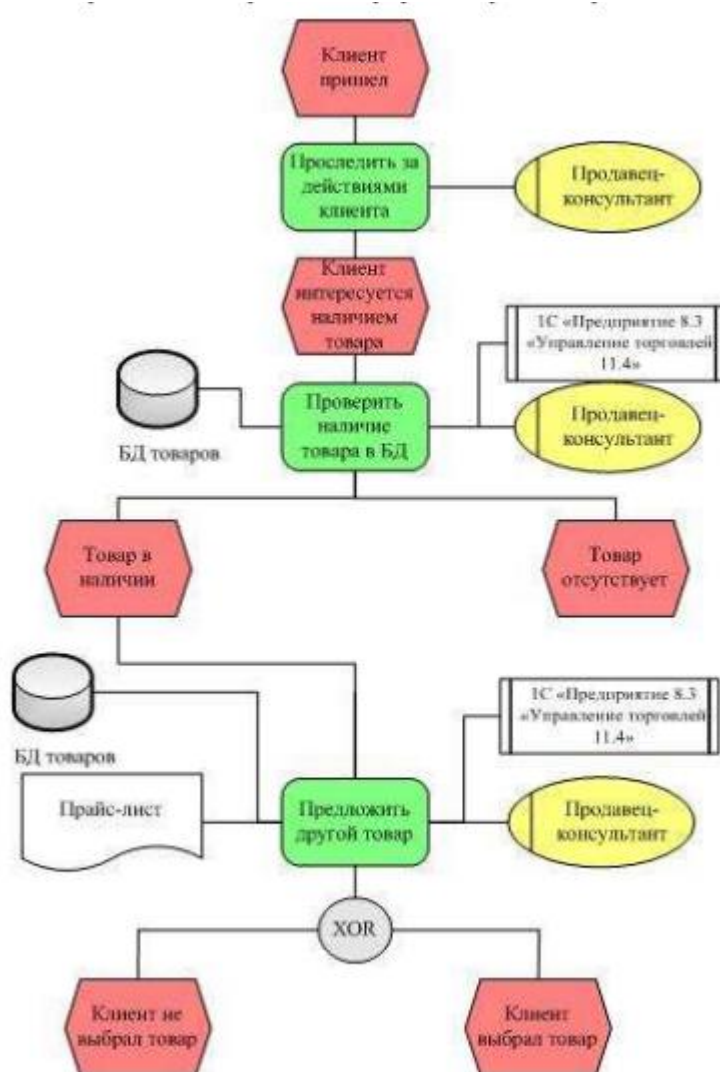 Клиент
пришел
Проследить за
действиями
клиента
Продавец-
консультант
Клиент
интересуется
наличием
товара
1С «Предприятие 8.3
«Управление торговлей
11.4»
Проверить
наличие
товара в БД
Продавец-
консультант
БД товаров
Товар в
наличии
Товар
отсутствует
1С «Предприятие 8.3
«Управление торговлей
11.4»
БД товаров
Прайс-лист
Предложить
другой товар
Продавец-
консультант
XOR
Клиент не
выбрал товар
Клиент
выбрал товар